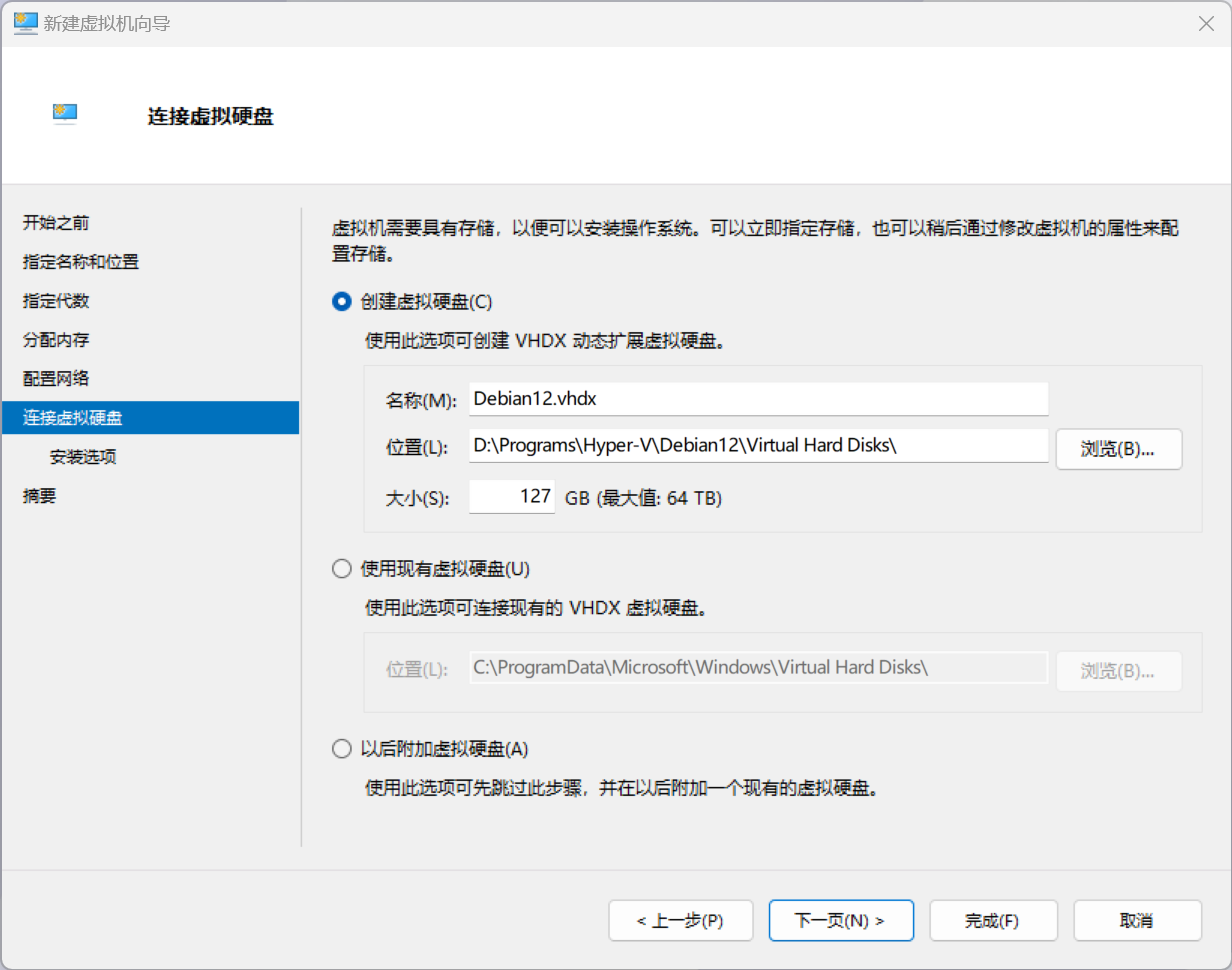 新建虚拟机向导
连接虚拟硬盘
开始之前
指定名称和位置
指定代数
分配内存
配置网络
连接虚拟硬盘
安装选项
摘要
虚拟机需要具有存储，以便可以安装操作系统。可以立即指定存储，也可以稍后通过修改虚拟机的属性来配
置存储。
创建虚拟硬盘(C)
使用此选项可创建 VHDX 动态扩展虚拟硬盘。
名称(M): Debian12.vhdx
位置(L): D:\Programs\Hyper-V\Debian12\Virtual Hard Disks\ 浏览(B)...
大小(S): 127 GB (最大值: 64 TB)
使用现有虚拟硬盘(U)
使用此选项可连接现有的 VHDX 虚拟硬盘。
位置(L): C:\ProgramData\Microsoft\Windows\Virtual Hard Disks\ 浏览(B)...
以后附加虚拟硬盘(A)
使用此选项可先跳过此步骤，并在以后附加一个现有的虚拟硬盘。
< 上一步(P) 下一页(N) > 完成(F) 取消